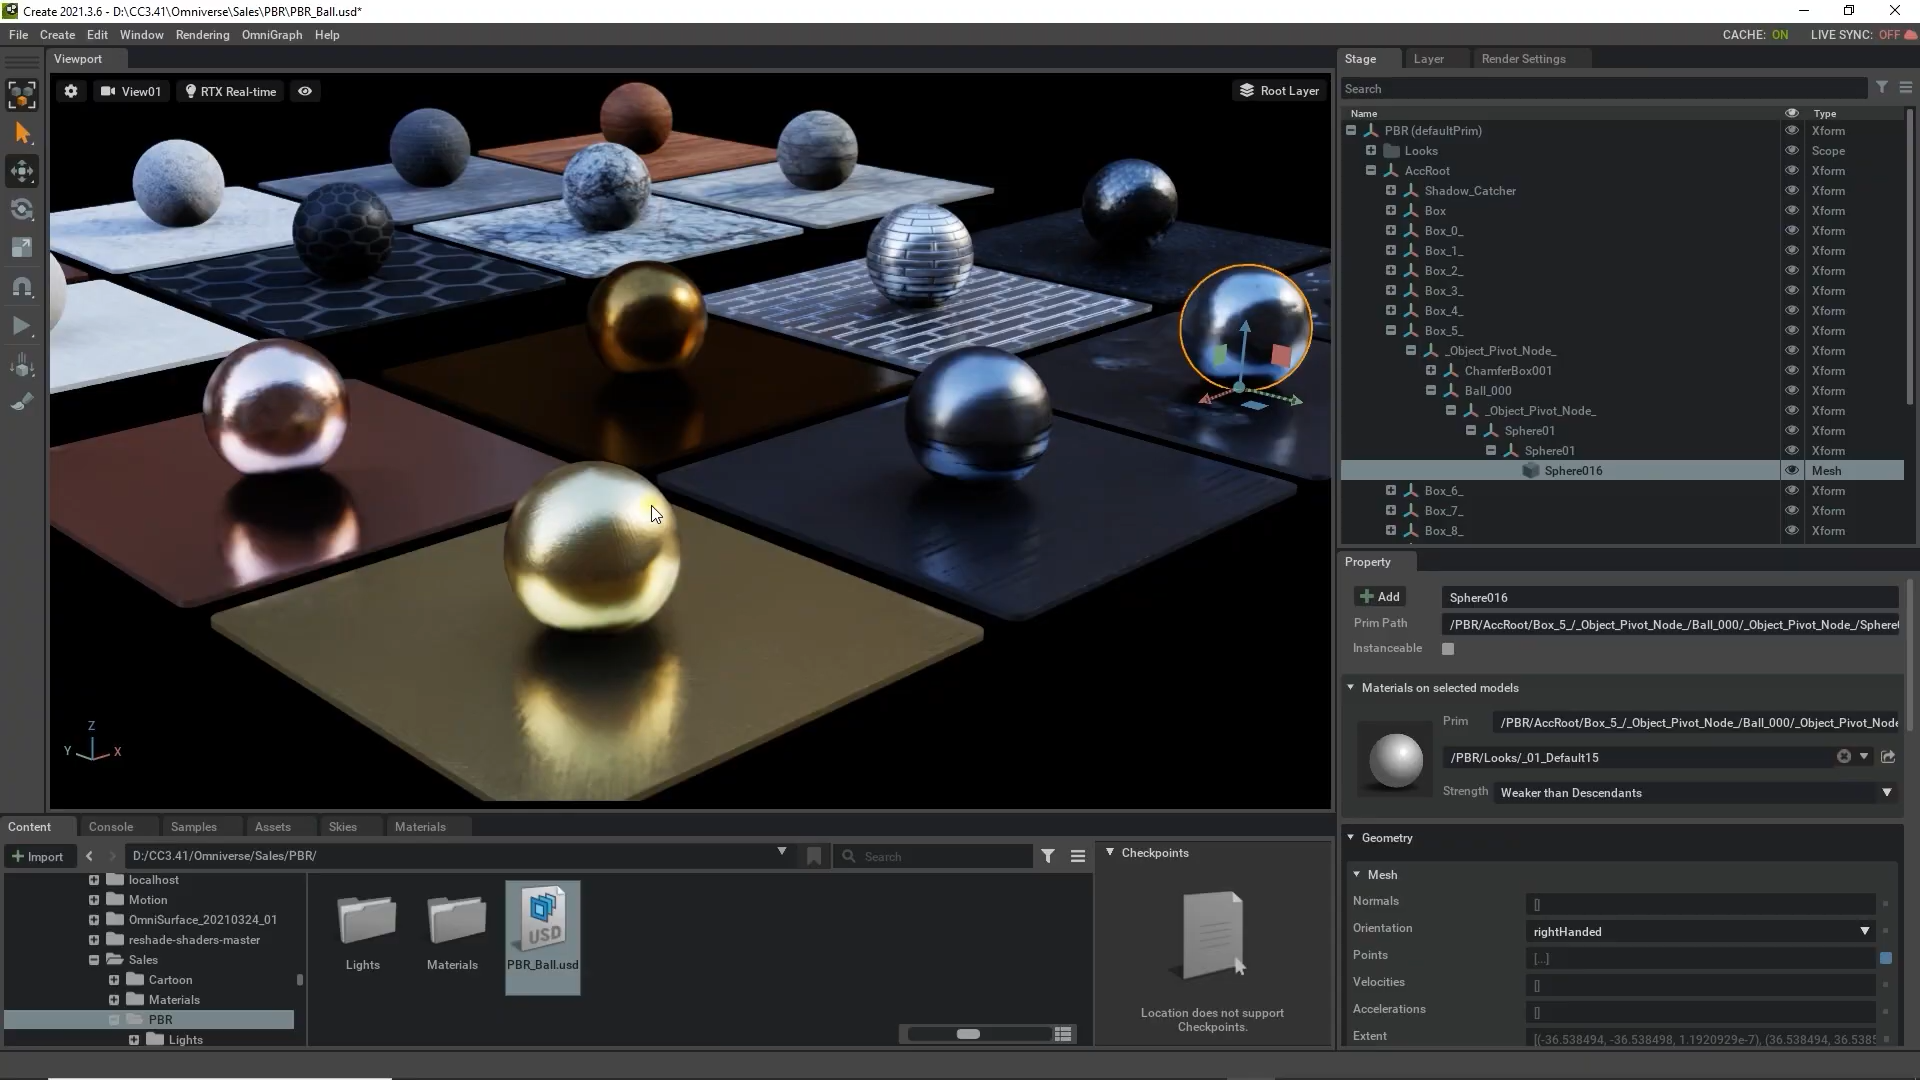 Create 2021.3.6 - D:\CC3.41\Omniverse\Sales\PBR\PBR_Ball.usd*
File Create Edit Window Rendering OmniGraph Help
CACHE: ON LIVE SYNC: OFF
Viewport
View01 RTX Real-time
Root Layer
Z
Y
X
Stage Layer Render Settings
Search
Name Type
PBR (defaultPrim) Xform
Looks Scope
AccRoot Xform
Shadow_Catcher Xform
Box Xform
Box_0_ Xform
Box_1_ Xform
Box_2_ Xform
Box_3_ Xform
Box_4_ Xform
Box_5_ Xform
_Object_Pivot_Node_ Xform
ChamferBox001 Xform
Ball_000 Xform
_Object_Pivot_Node_ Xform
Sphere01 Xform
Sphere01 Xform
Sphere016 Mesh
Box_6_ Xform
Box_7_ Xform
Box_8_ Xform
Property
Add Sphere016
Prim Path /PBR/AccRoot/Box_5_/_Object_Pivot_Node_/Ball_000/_Object_Pivot_Node_/Sphere
Instanceable
Materials on selected models
Prim /PBR/AccRoot/Box_5_/_Object_Pivot_Node_/Ball_000/_Object_Pivot_Node
/PBR/Looks/_01_Default15
Strength Weaker than Descendants
Geometry
Mesh
Normals []
Orientation rightHanded
Points [...]
Velocities []
Accelerations []
Extent [(-36.538494, -36.538498, 1.1920929e-7), (36.538494, 36.5385
Content Console Samples Assets Skies Materials
Import D:/CC3.41/Omniverse/Sales/PBR/ Search
localhost
Motion
OmniSurface_20210324_01
reshade-shaders-master
Sales
Cartoon
Materials
PBR
Lights
Lights
Materials
USD
PBR_Ball.usd
Checkpoints
Location does not support
Checkpoints.